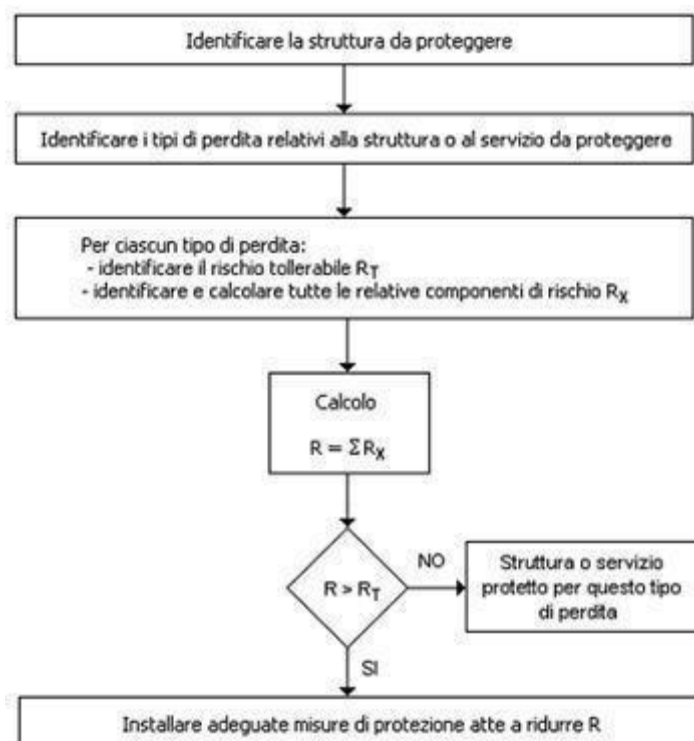 Identificare la struttura da proteggere
Identificare i tipi di perdita relativi alla struttura o al servizio da proteggere
Per ciascun tipo di perdita:
- identificare il rischio tollerabile RT
- identificare e calcolare tutte le relative componenti di rischio RX
Calcolo
R = ΣRX
R > RT
NO
Struttura o servizio
protetto per questo tipo
di perdita
SI
Installare adeguate misure di protezione atte a ridurre R